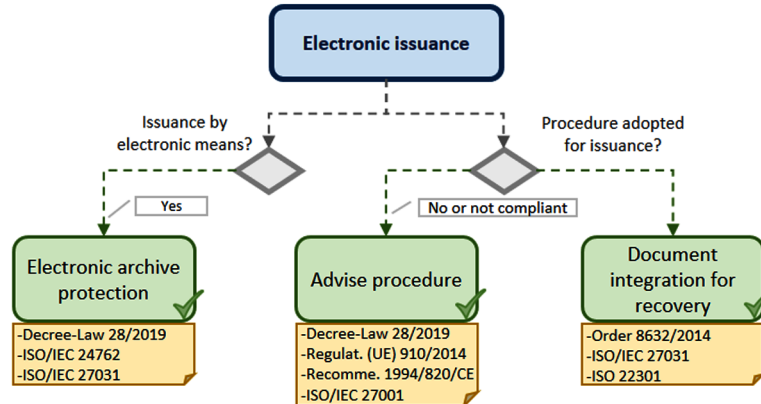 Electronic issuance
Issuance by
electronic means?
Procedure adopted
for issuance?
Yes
No or not compliant
Electronic archive
protection
Advise procedure
Document
integration for
recovery
-Decree-Law 28/2019
-ISO/IEC 24762
-ISO/IEC 27031
-Decree-Law 28/2019
-Regulat. (UE) 910/2014
-Recomme. 1994/820/CE
-ISO/IEC 27001
-Order 8632/2014
-ISO/IEC 27031
-ISO 22301